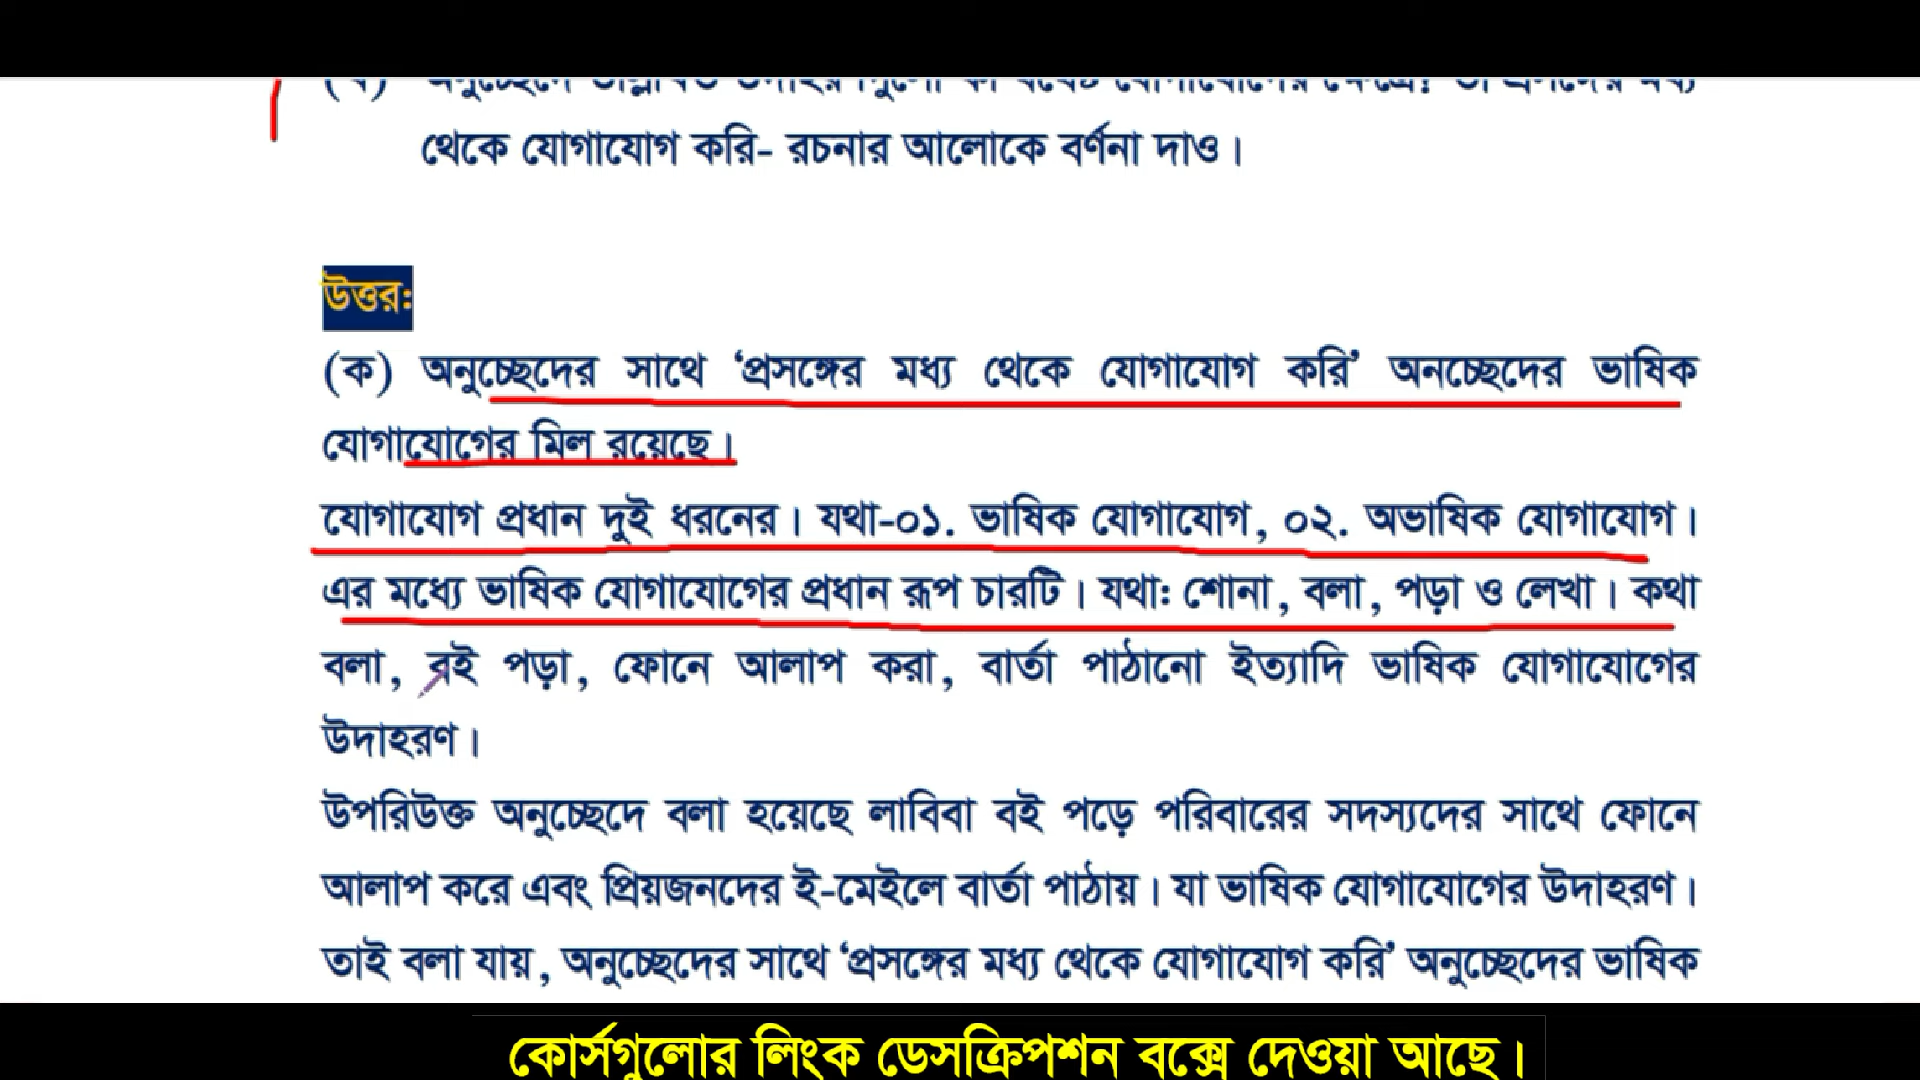 থেকে যোগাযোগ করি- রচনার আলোকে বর্ণনা দাও।
উত্তর:
(ক) অনুচ্ছেদের সাথে ‘প্রসঙ্গের মধ্য থেকে যোগাযোগ করি’ অনচ্ছেদের ভাষিক
যোগাযোগের মিল রয়েছে।
যোগাযোগ প্রধান দুই ধরনের। যথা-০১. ভাষিক যোগাযোগ, ০২. অভাষিক যোগাযোগ।
এর মধ্যে ভাষিক যোগাযোগের প্রধান রূপ চারটি। যথাঃ শোনা, বলা, পড়া ও লেখা। কথা
বলা, বই পড়া, ফোনে আলাপ করা, বার্তা পাঠানো ইত্যাদি ভাষিক যোগাযোগের
উদাহরণ।
উপরিউক্ত অনুচ্ছেদে বলা হয়েছে লাবিবা বই পড়ে পরিবারের সদস্যদের সাথে ফোনে
আলাপ করে এবং প্রিয়জনদের ই-মেইলে বার্তা পাঠায়। যা ভাষিক যোগাযোগের উদাহরণ।
তাই বলা যায়, অনুচ্ছেদের সাথে ‘প্রসঙ্গের মধ্য থেকে যোগাযোগ করি’ অনুচ্ছেদের ভাষিক
কোর্সগুলোর লিংক ডেসক্রিপশন বক্সে দেওয়া আছে।